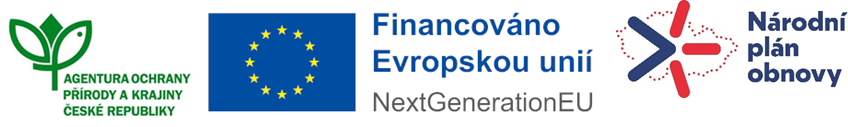 AGENTURA OCHRANY
PŘÍRODY A KRAJINY
ČESKÉ REPUBLIKY
Financováno
Evropskou unií
NextGenerationEU
Národní
plán
obnovy